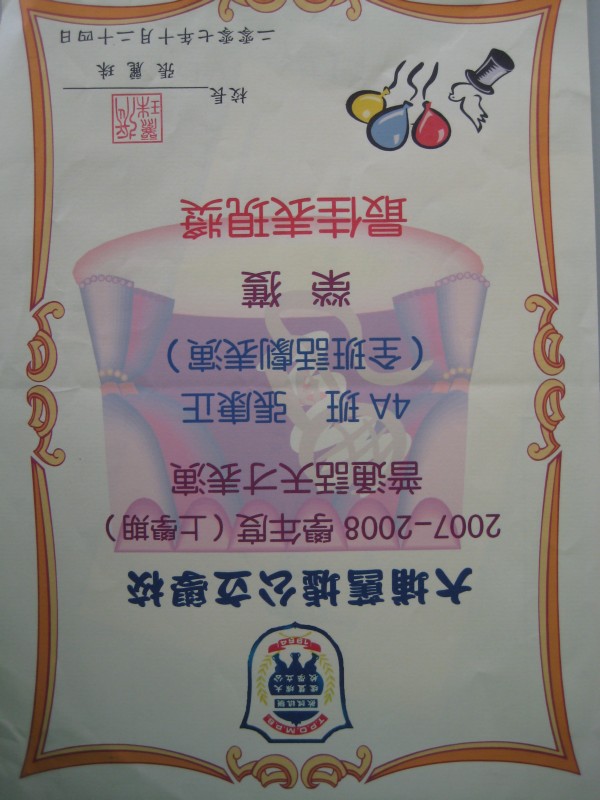 大埔舊墟公立學校
2007-2008 學年度(上學期)
普通話天才表演
4A 班 張康正
(全班話劇表演)
榮 獲
最佳表現獎
校長
張 麗 珠
二零零七年十月二十四日